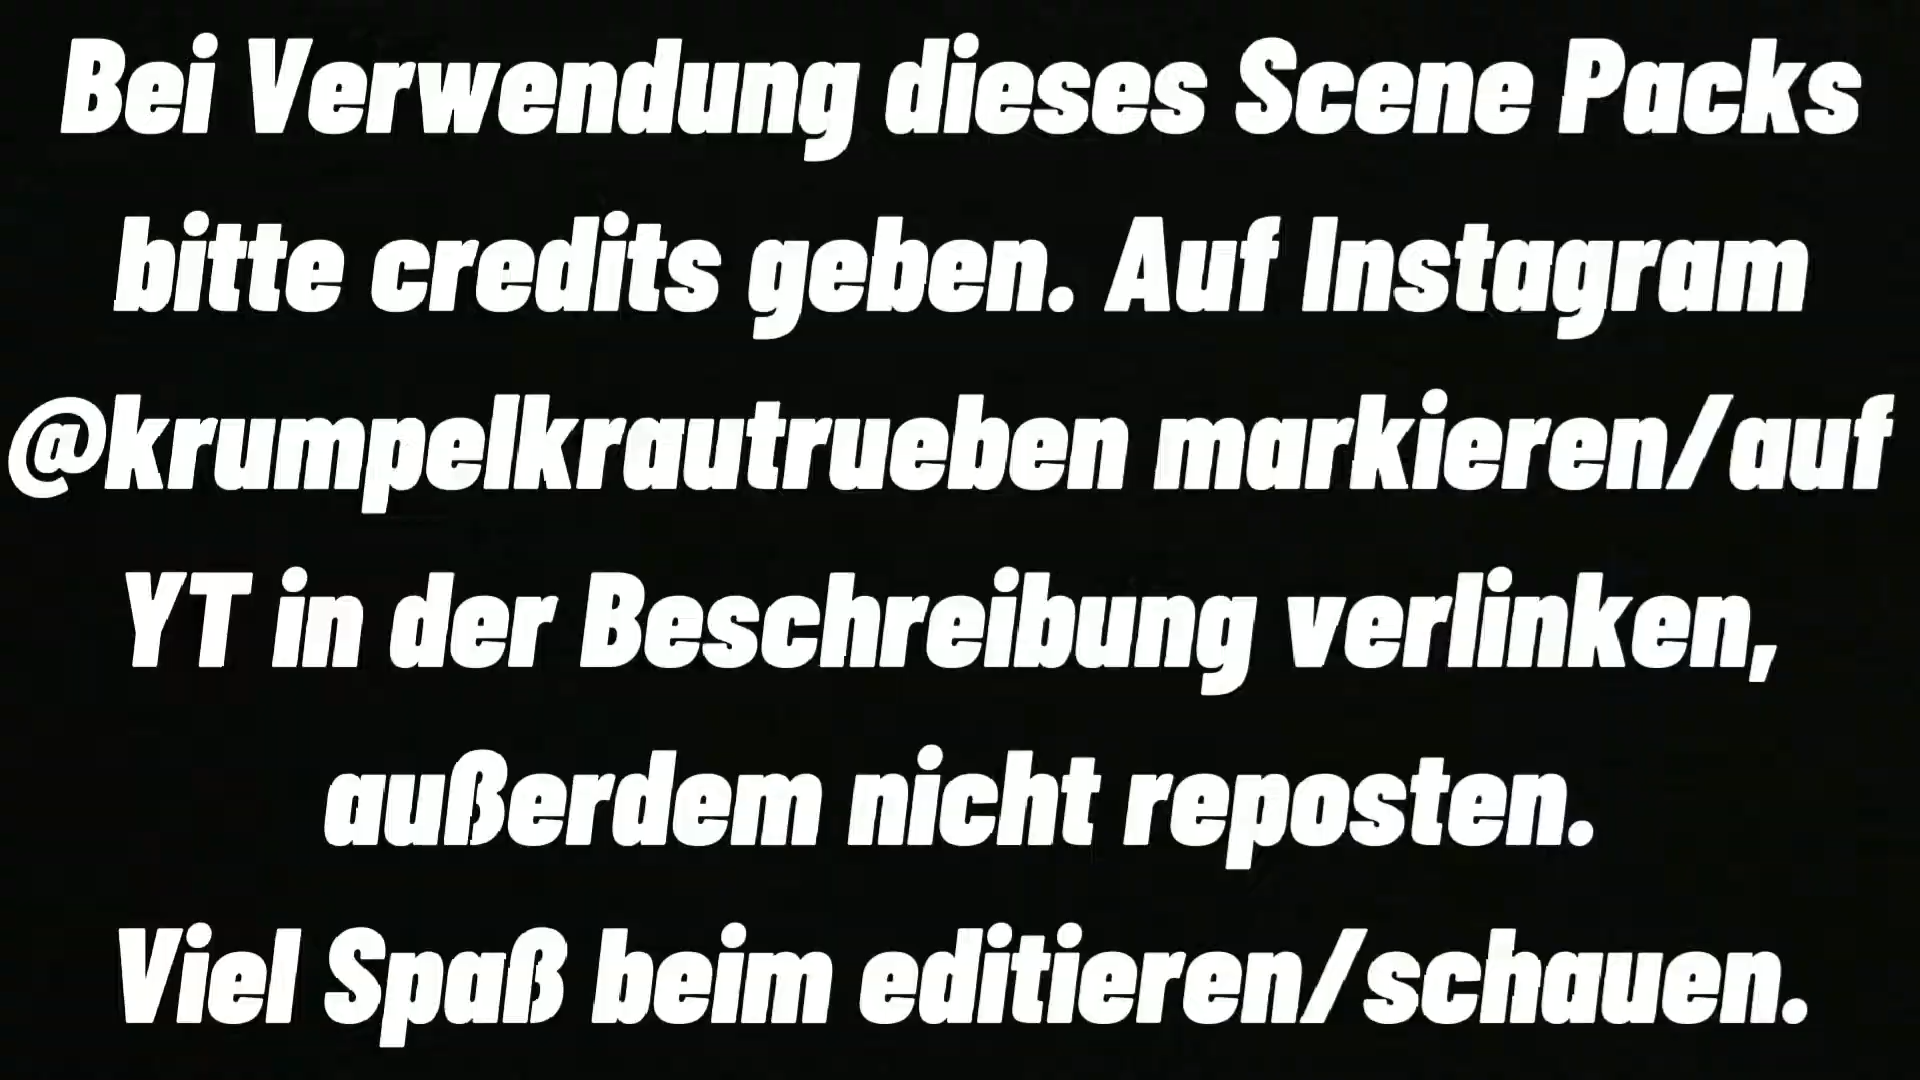 Bei Verwendung dieses Scene Packs
bitte credits geben. Auf Instagram
@krumpelkrautrueben markieren/auf
YT in der Beschreibung verlinken,
außerdem nicht reposten.
Viel Spaß beim editieren/schauen.